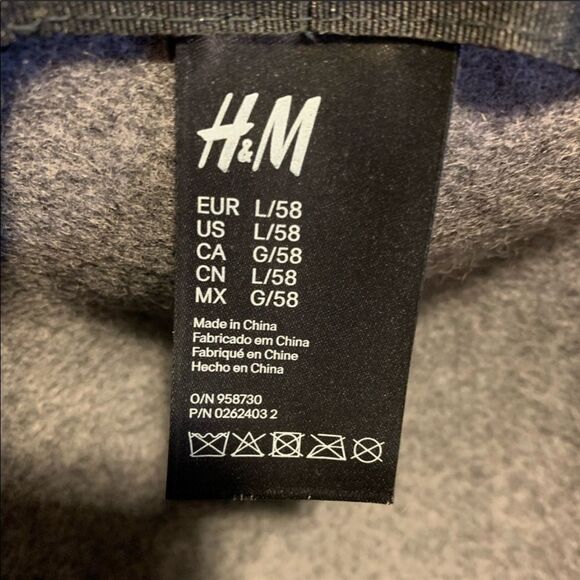 H&M
EUR L/58
US L/58
CA G/58
CN L/58
MX G/58
Made in China
Fabricado em China
Fabriqué en Chine
Hecho en China
O/N 958730
P/N 0262403 2